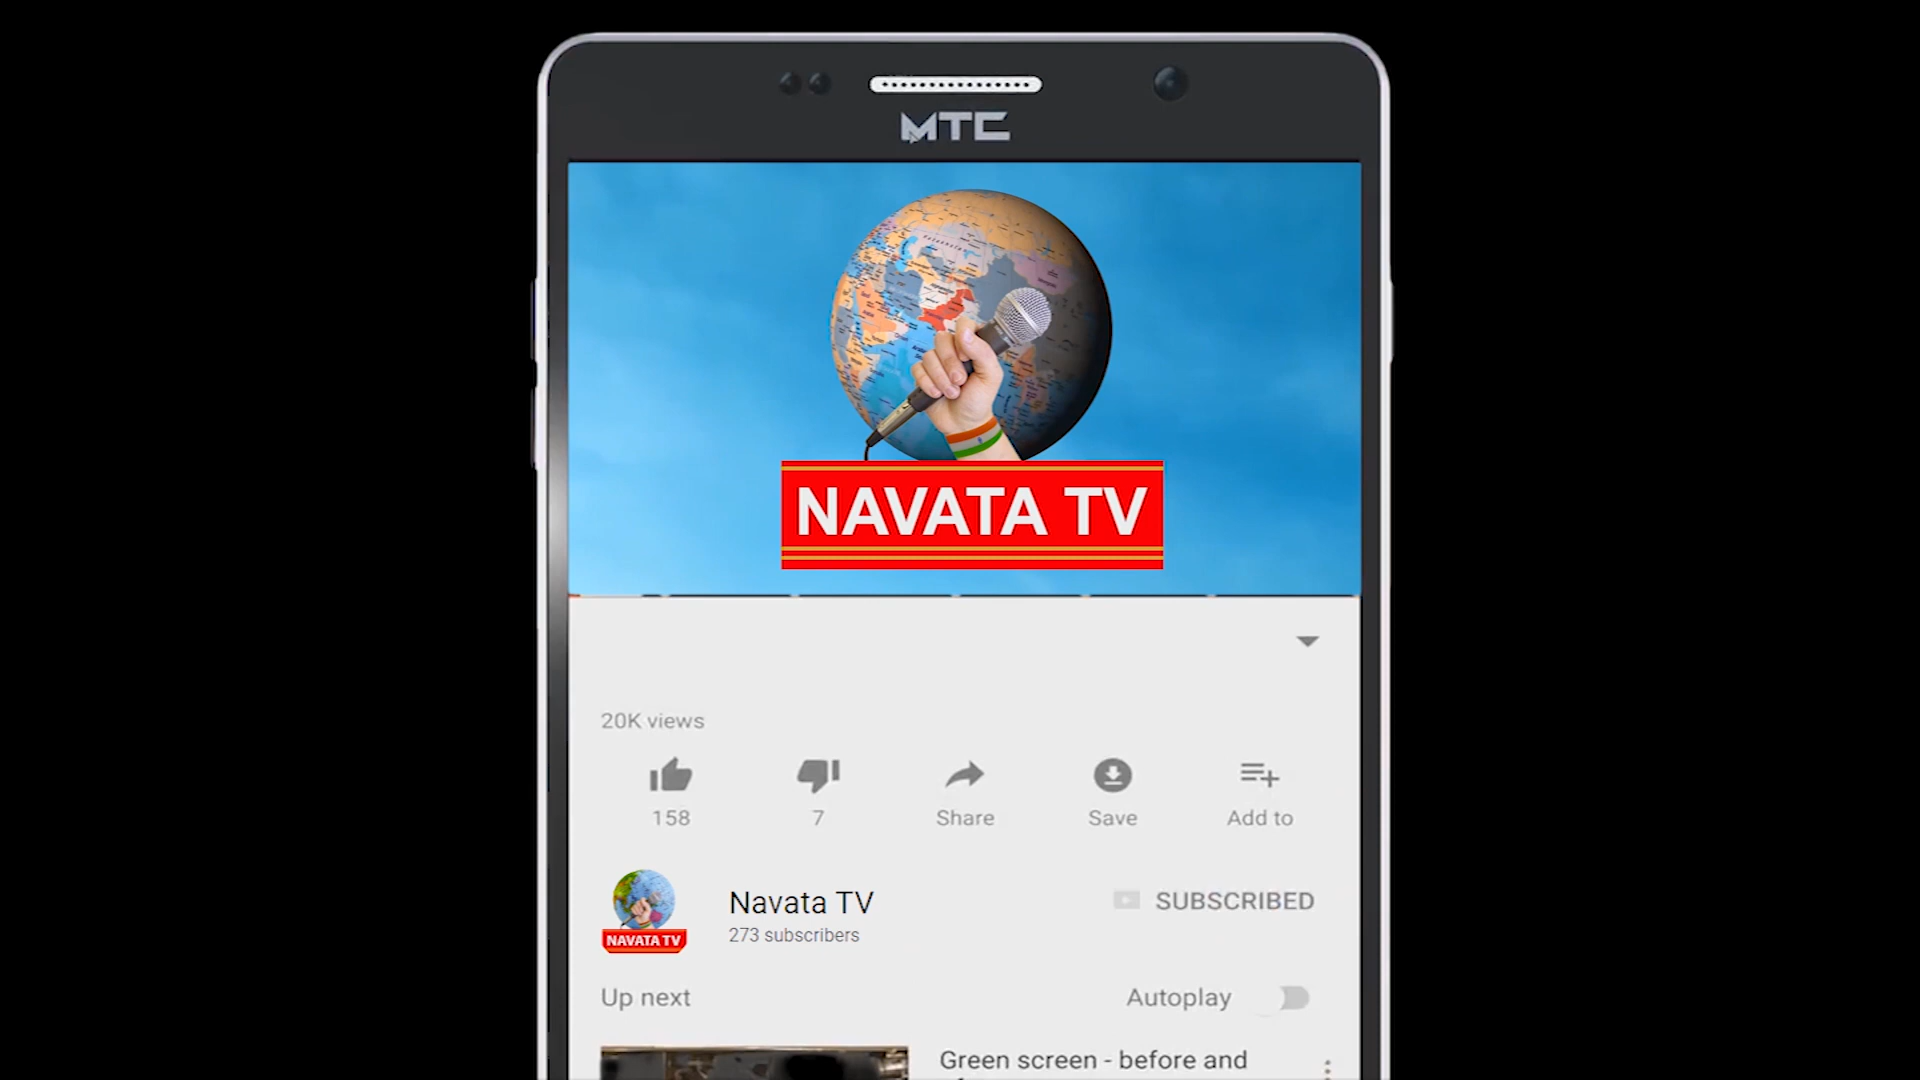 MTC
NAVATA TV
20K views
158
7
Share
Save
Add to
Navata TV
273 subscribers
SUBSCRIBED
NAVATA TV
Up next
Autoplay
Green screen - before and